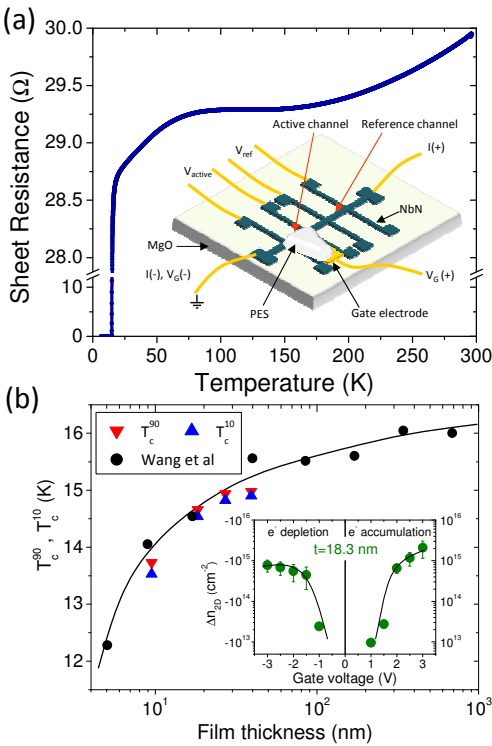 (a)
30.0
29.5
29.0
28.5
28.0
10
0
Sheet Resistance (Ω)
0 50 100 150 200 250 300
Temperature (K)
Active channel
Reference channel
V_ref
I(+)
V_active
NbN
MgO
I(-), V_G(-)
V_G (+)
PES
Gate electrode
(b)
T_c^90 T_c^10
Wang et al
16
15
14
13
12
T_c^90 , T_c^10 (K)
10^1 10^2 10^3
Film thickness (nm)
e^- depletion e^- accumulation
t=18.3 nm
-10^16 10^16
-10^15 10^15
-10^14 10^14
-10^13 10^13
Δn_2D (cm^-2)
-3 -2 -1 0 1 2 3
Gate voltage (V)